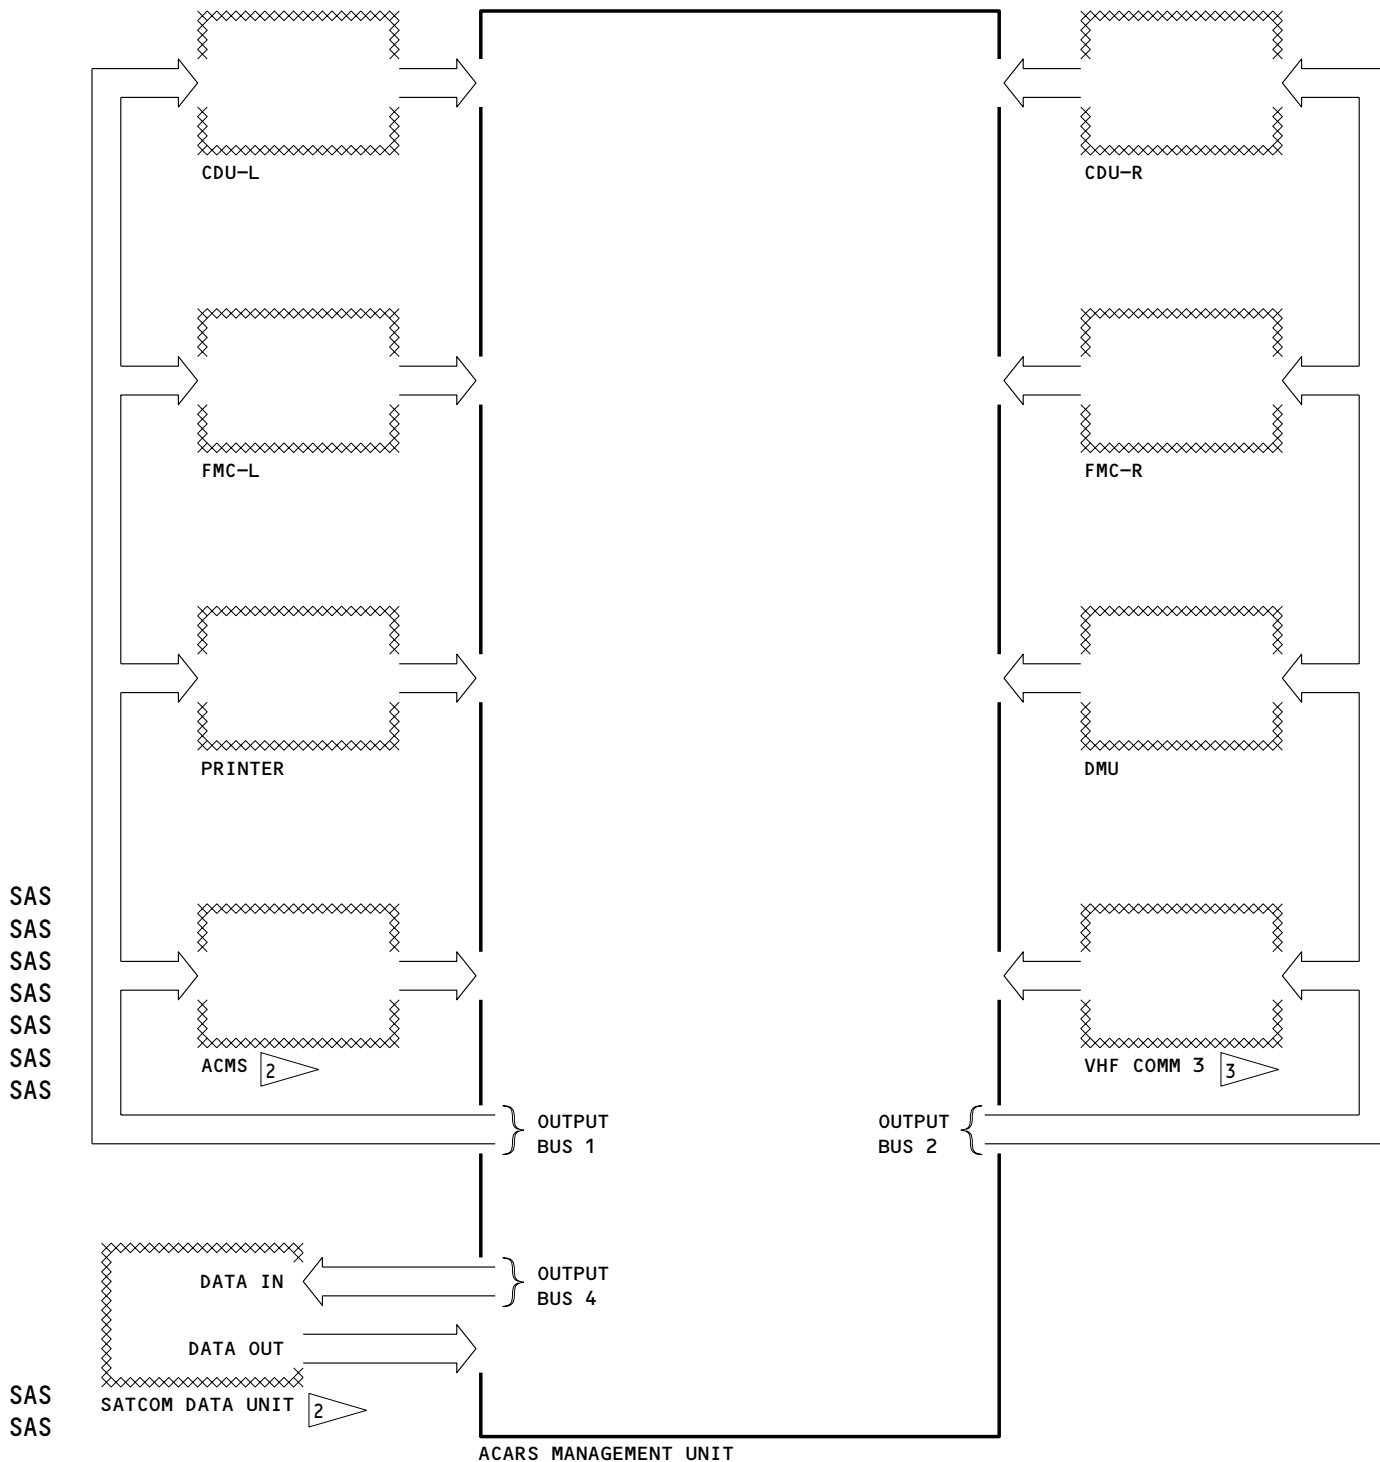 CDU-L
CDU-R
FMC-L
FMC-R
PRINTER
DMU
SAS
SAS
SAS
SAS
SAS
SAS
SAS
ACMS 2
VHF COMM 3 3
OUTPUT
BUS 1
OUTPUT
BUS 2
DATA IN
OUTPUT
BUS 4
DATA OUT
SAS
SAS
SATCOM DATA UNIT 2
ACARS MANAGEMENT UNIT